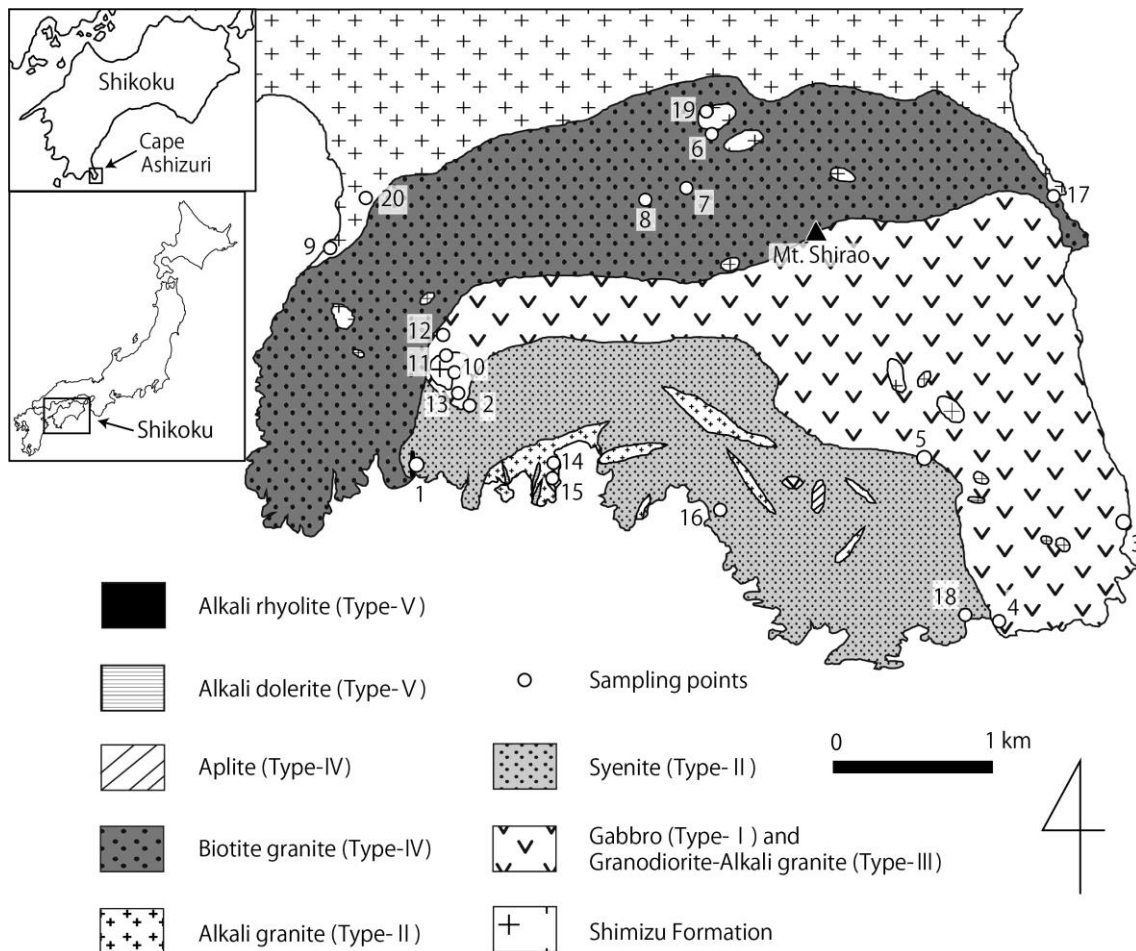 Shikoku
Cape
Ashizuri
Shikoku
19
6
7
8
20
9
17
Mt. Shirao
12
11
10
13
2
5
1
14
15
16
3
18
4
Alkali rhyolite (Type-Ⅴ)
Alkali dolerite (Type-Ⅴ)
Sampling points
0
1 km
Aplite (Type-Ⅳ)
Syenite (Type-Ⅱ)
Biotite granite (Type-Ⅳ)
Gabbro (Type-Ⅰ) and
Granodiorite-Alkali granite (Type-Ⅲ)
Alkali granite (Type-Ⅱ)
Shimizu Formation